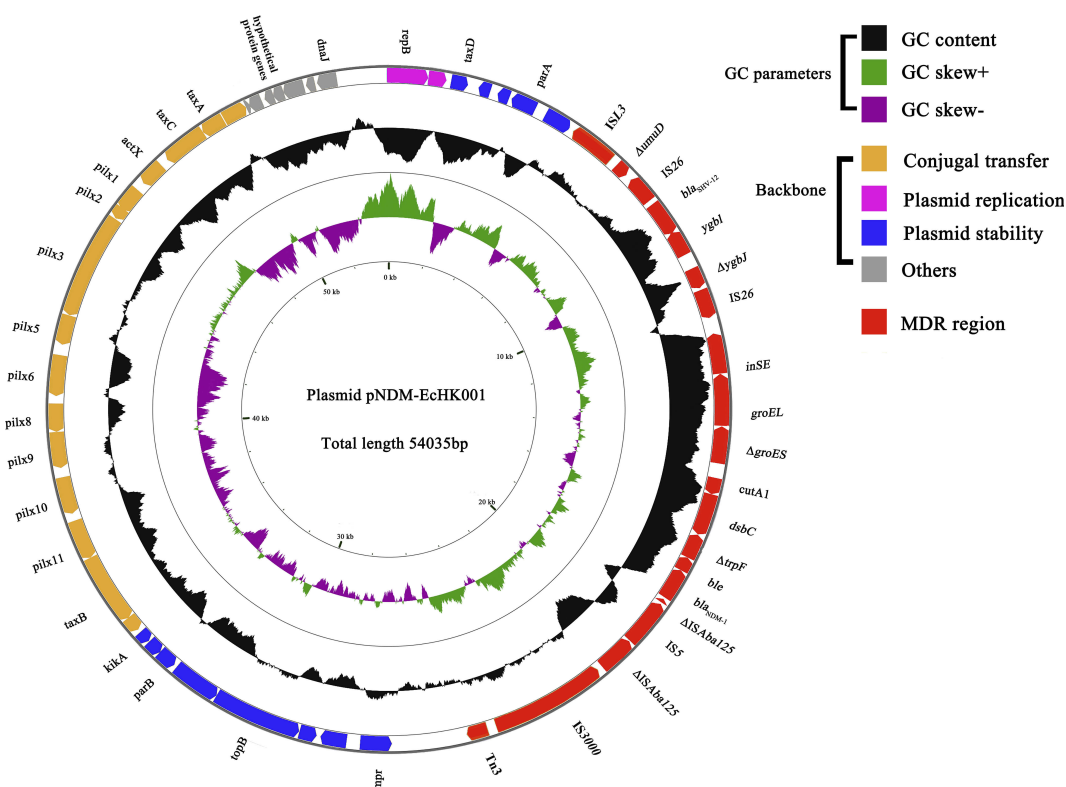 GC parameters
GC content
GC skew+
GC skew-
Backbone
Conjugal transfer
Plasmid replication
Plasmid stability
Others
MDR region
Plasmid pNDM-EcHK001
Total length 54035bp
0 kb
10 kb
20 kb
30 kb
40 kb
50 kb
repB
taxD
parA
ISL3
ΔumuD
IS26
blaSHV-12
ygbI
ΔygbJ
IS26
inSE
groEL
ΔgroES
cutA1
dsbC
ΔtrpF
ble
blaNDM-1
ΔISAba125
IS5
ΔISAba125
IS3000
Tn3
npr
topB
parB
kikA
taxB
pilx11
pilx10
pilx9
pilx8
pilx6
pilx5
pilx3
pilx2
pilx1
actX
taxC
taxA
hypothetical
protein genes
dnaJ